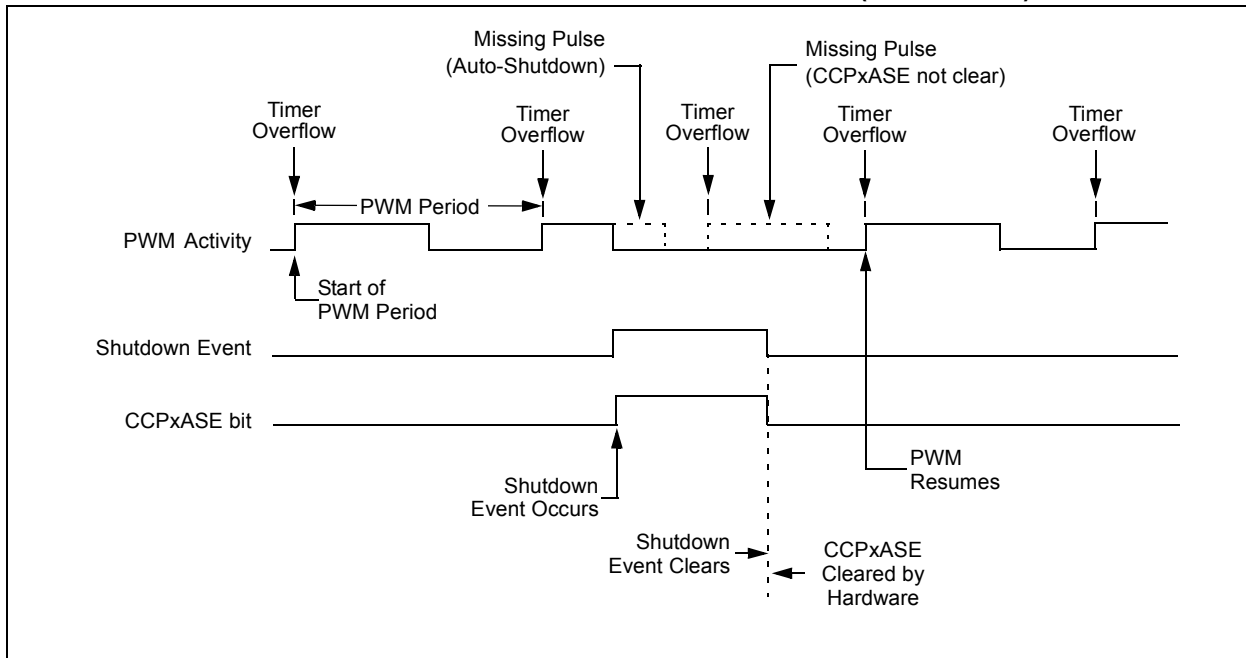 Missing Pulse
(Auto-Shutdown)
Missing Pulse
(CCPxASE not clear)
Timer
Overflow
Timer
Overflow
Timer
Overflow
Timer
Overflow
Timer
Overflow
PWM Period
PWM Activity
Start of
PWM Period
Shutdown Event
CCPxASE bit
Shutdown
Event Occurs
PWM
Resumes
Shutdown
Event Clears
CCPxASE
Cleared by
Hardware